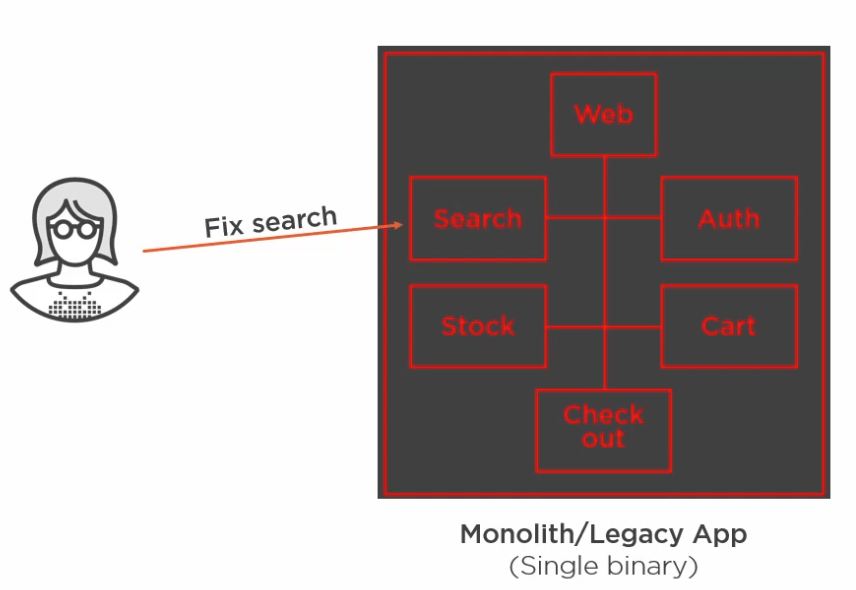 Web
Fix search
Search
Auth
Stock
Cart
Check
out
Monolith/Legacy App
(Single binary)